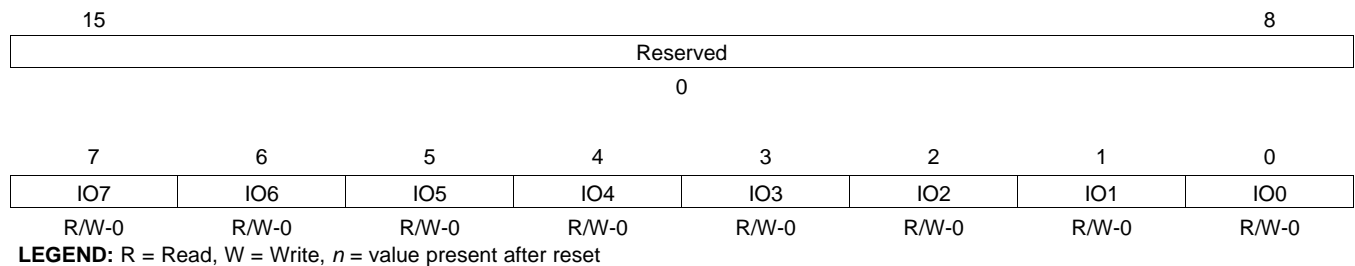 15 8
Reserved
0
7 6 5 4 3 2 1 0
IO7 IO6 IO5 IO4 IO3 IO2 IO1 IO0
R/W-0 R/W-0 R/W-0 R/W-0 R/W-0 R/W-0 R/W-0 R/W-0
LEGEND: R = Read, W = Write, n = value present after reset